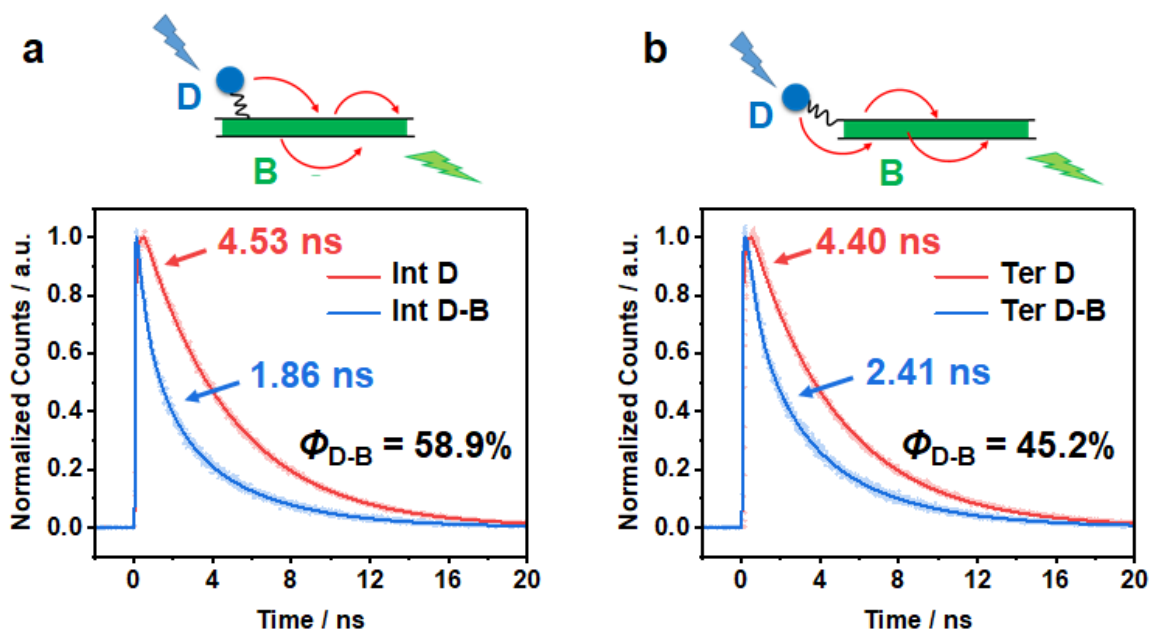 a
D
B
4.53 ns
Int D
Int D-B
1.86 ns
Φ_D-B = 58.9%
Normalized Counts / a.u.
1.0
0.8
0.6
0.4
0.2
0.0
0 4 8 12 16 20
Time / ns
b
D
B
4.40 ns
Ter D
Ter D-B
2.41 ns
Φ_D-B = 45.2%
Normalized Counts / a.u.
1.0
0.8
0.6
0.4
0.2
0.0
0 4 8 12 16 20
Time / ns